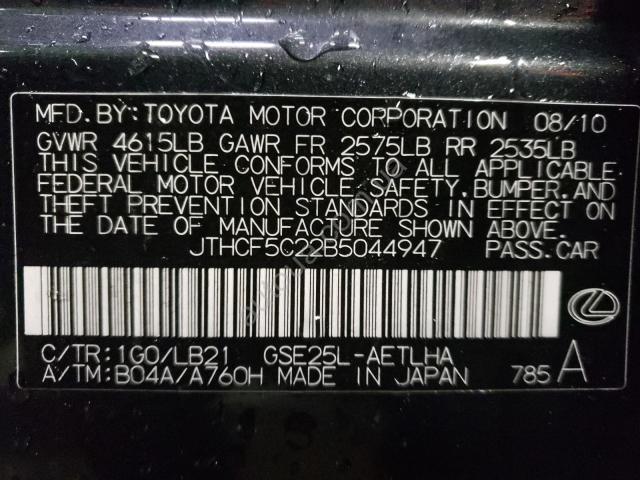 MFD.BY:TOYOTA MOTOR CORPORATION 08/10
GVWR 4615LB GAWR FR 2575LB RR 2535LB
THIS VEHICLE CONFORMS TO ALL APPLICABLE
FEDERAL MOTOR VEHICLE SAFETY,BUMPER,AND
THEFT PREVENTION STANDARDS IN EFFECT ON
THE DATE OF MANUFACTURE SHOWN ABOVE.
JTHCF5C22B5044947 PASS.CAR
C/TR:1G0/LB21 GSE25L-AETLHA
A/TM:B04A/A760H MADE IN JAPAN 785 A